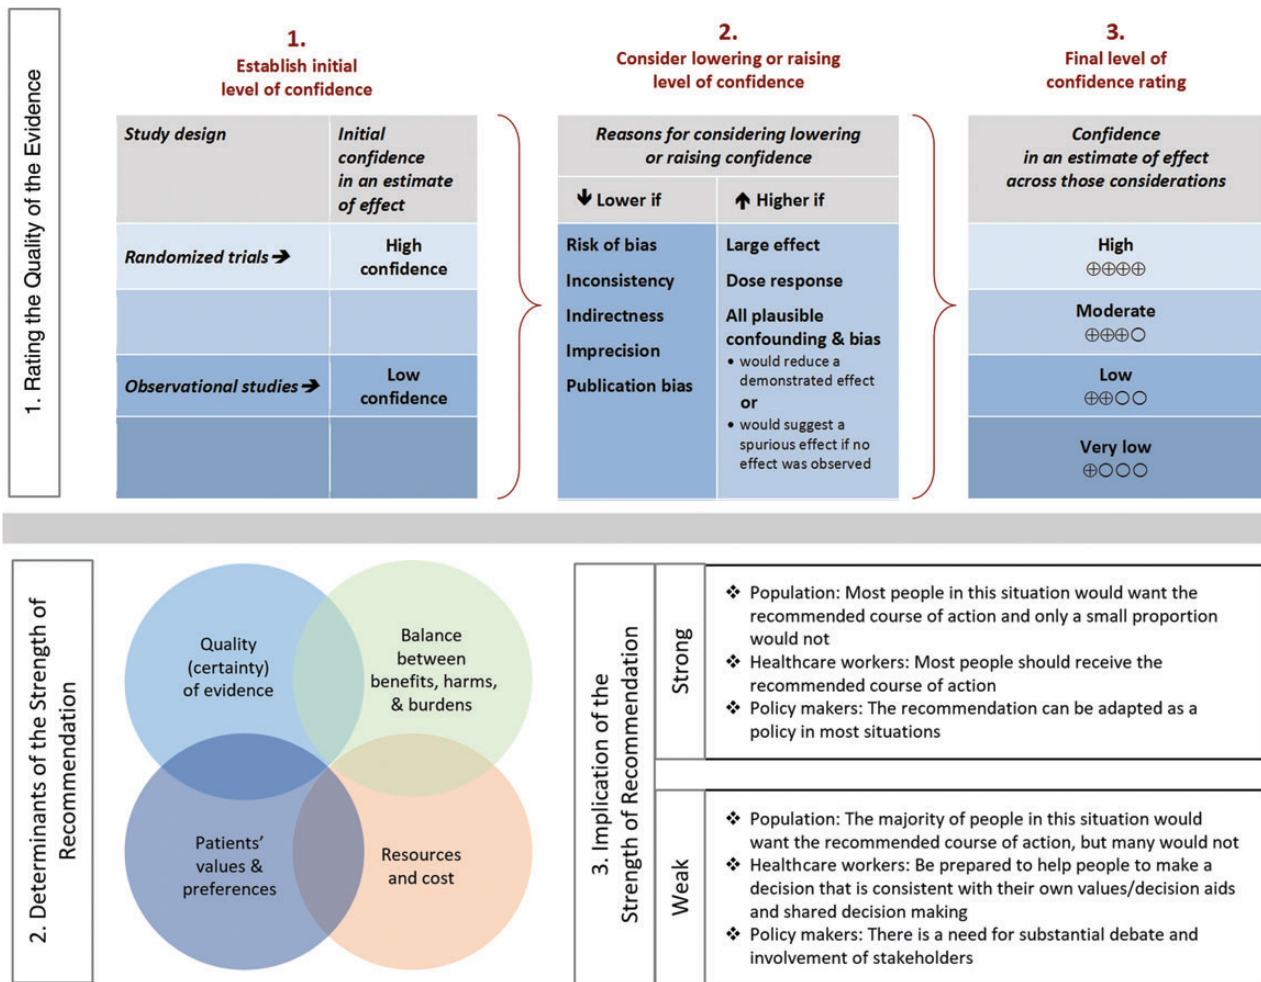 1. Rating the Quality of the Evidence
1.
Establish initial
level of confidence
Study design
Initial
confidence
in an estimate
of effect
Randomized trials ➔
High
confidence
Observational studies ➔
Low
confidence
2.
Consider lowering or raising
level of confidence
Reasons for considering lowering
or raising confidence
🡻 Lower if
🡹 Higher if
Risk of bias
Inconsistency
Indirectness
Imprecision
Publication bias
Large effect
Dose response
All plausible
confounding & bias
• would reduce a
demonstrated effect
or
• would suggest a
spurious effect if no
effect was observed
3.
Final level of
confidence rating
Confidence
in an estimate of effect
across those considerations
High
⊕⊕⊕⊕
Moderate
⊕⊕⊕○
Low
⊕⊕○○
Very low
⊕○○○
2. Determinants of the Strength of
Recommendation
Quality
(certainty)
of evidence
Balance
between
benefits, harms,
& burdens
Patients'
values &
preferences
Resources
and cost
3. Implication of the
Strength of Recommendation
Strong
❖ Population: Most people in this situation would want the
recommended course of action and only a small proportion
would not
❖ Healthcare workers: Most people should receive the
recommended course of action
❖ Policy makers: The recommendation can be adapted as a
policy in most situations
Weak
❖ Population: The majority of people in this situation would
want the recommended course of action, but many would not
❖ Healthcare workers: Be prepared to help people to make a
decision that is consistent with their own values/decision aids
and shared decision making
❖ Policy makers: There is a need for substantial debate and
involvement of stakeholders